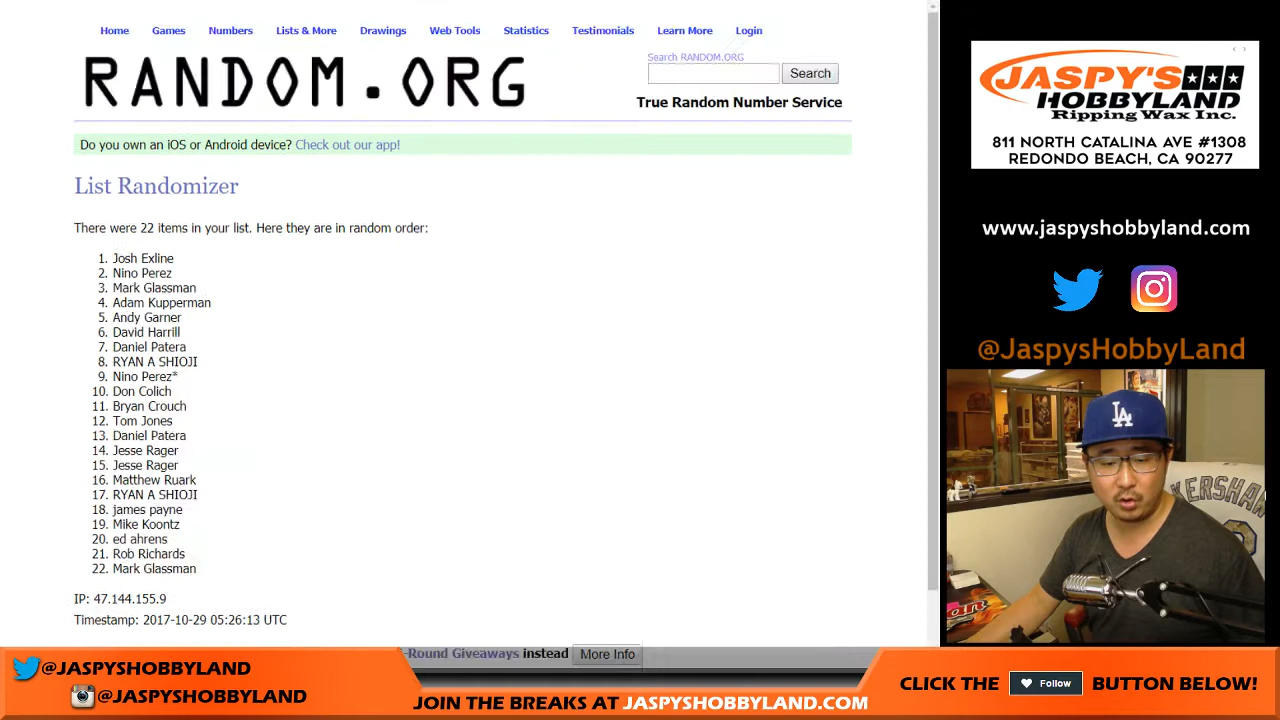 Home Games Numbers Lists & More Drawings Web Tools Statistics Testimonials Learn More Login
RANDOM.ORG
Search RANDOM.ORG
Search
True Random Number Service
Do you own an iOS or Android device? Check out our app!
List Randomizer
There were 22 items in your list. Here they are in random order:
1. Josh Exline
2. Nino Perez
3. Mark Glassman
4. Adam Kupperman
5. Andy Garner
6. David Harrill
7. Daniel Patera
8. RYAN A SHIOJI
9. Nino Perez*
10. Don Colich
11. Bryan Crouch
12. Tom Jones
13. Daniel Patera
14. Jesse Rager
15. Jesse Rager
16. Matthew Ruark
17. RYAN A SHIOJI
18. james payne
19. Mike Koontz
20. ed ahrens
21. Rob Richards
22. Mark Glassman
IP: 47.144.155.9
Timestamp: 2017-10-29 05:26:13 UTC
-Round Giveaways instead More Info
JASPY'S
HOBBYLAND
Ripping Wax Inc.
811 NORTH CATALINA AVE #1308
REDONDO BEACH, CA 90277
www.jaspyshobbyland.com
@JaspysHobbyLand
LA
KERSHAW
@JASPYSHOBBYLAND
@JASPYSHOBBYLAND
JOIN THE BREAKS AT JASPYSHOBBYLAND.COM
CLICK THE Follow BUTTON BELOW!